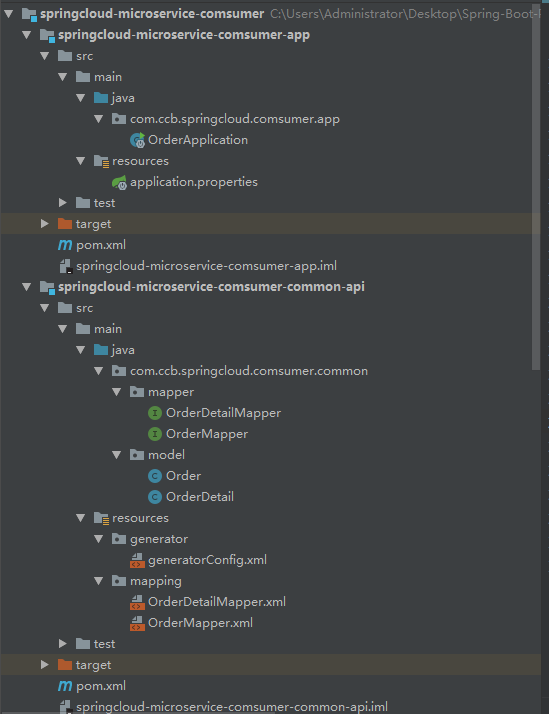 springcloud-microservice-comsumer C:\Users\Administrator\Desktop\Spring-Boot-
springcloud-microservice-comsumer-app
src
main
java
com.ccb.springcloud.comsumer.app
OrderApplication
resources
application.properties
test
target
pom.xml
springcloud-microservice-comsumer-app.iml
springcloud-microservice-comsumer-common-api
src
main
java
com.ccb.springcloud.comsumer.common
mapper
OrderDetailMapper
OrderMapper
model
Order
OrderDetail
resources
generator
generatorConfig.xml
mapping
OrderDetailMapper.xml
OrderMapper.xml
test
target
pom.xml
springcloud-microservice-comsumer-common-api.iml